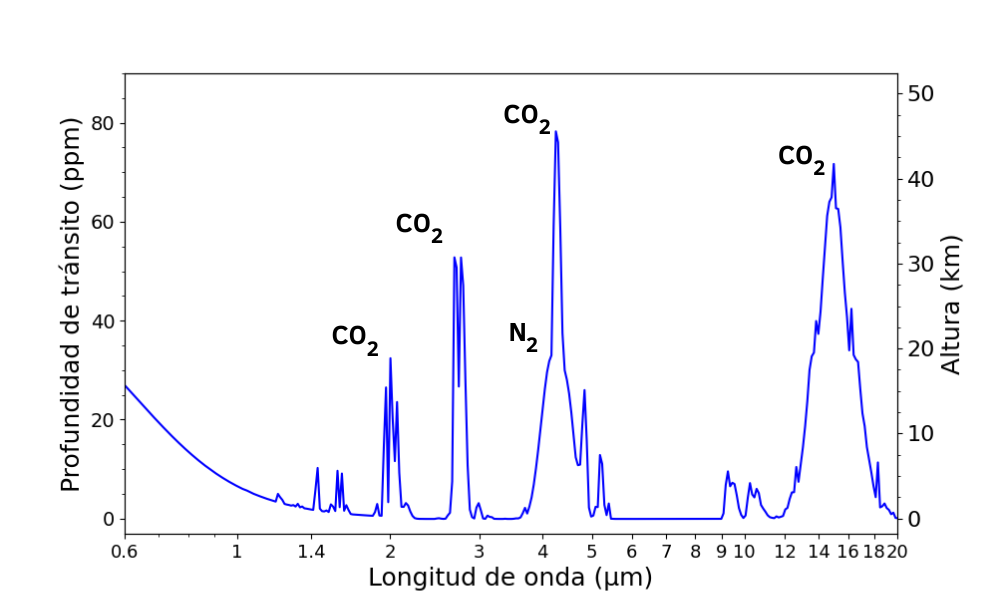 CO2
CO2
CO2
CO2
N2
80
60
40
20
0
50
40
30
20
10
0
0.6 1 1.4 2 3 4 5 6 7 8 9 10 12 14 16 18 20
Profundidad de tránsito (ppm)
Altura (km)
Longitud de onda (μm)